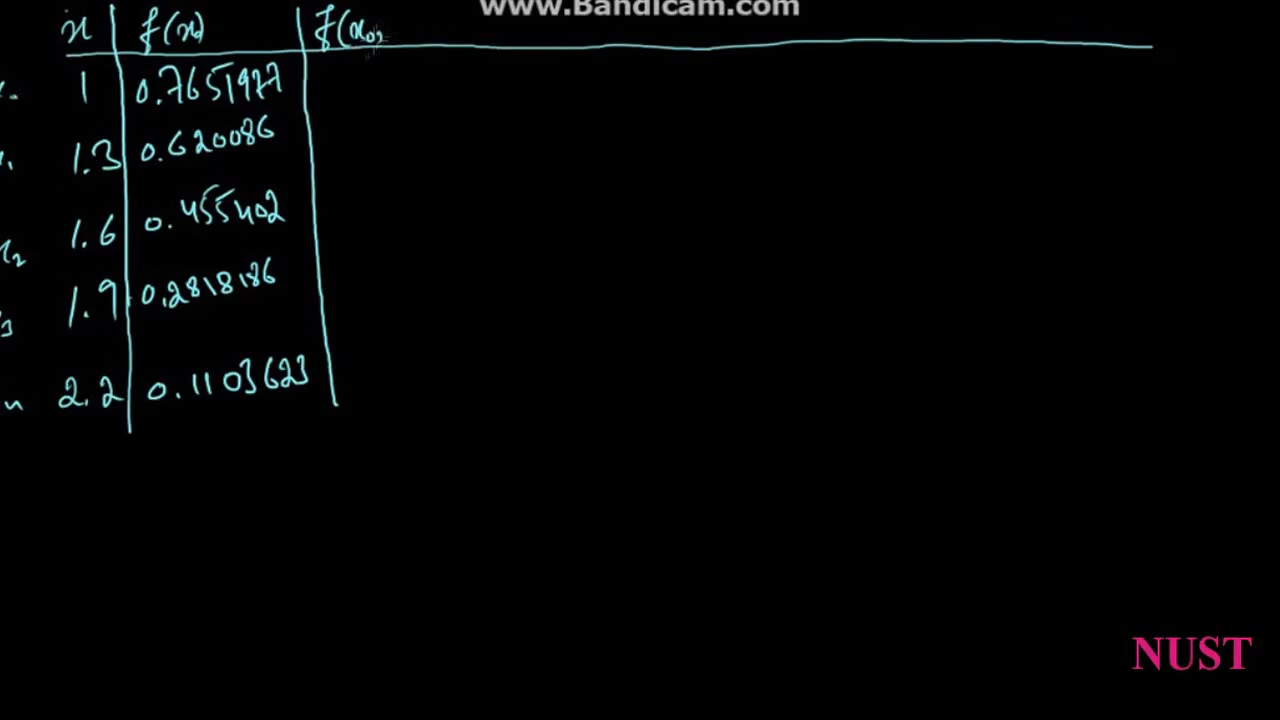 www.Bandicam.com
x f(x) f(x₀,
1 0.7651977
1.3 0.620086
x₂ 1.6 0.455402
1.9 0.2818186
2.2 0.1103623
NUST